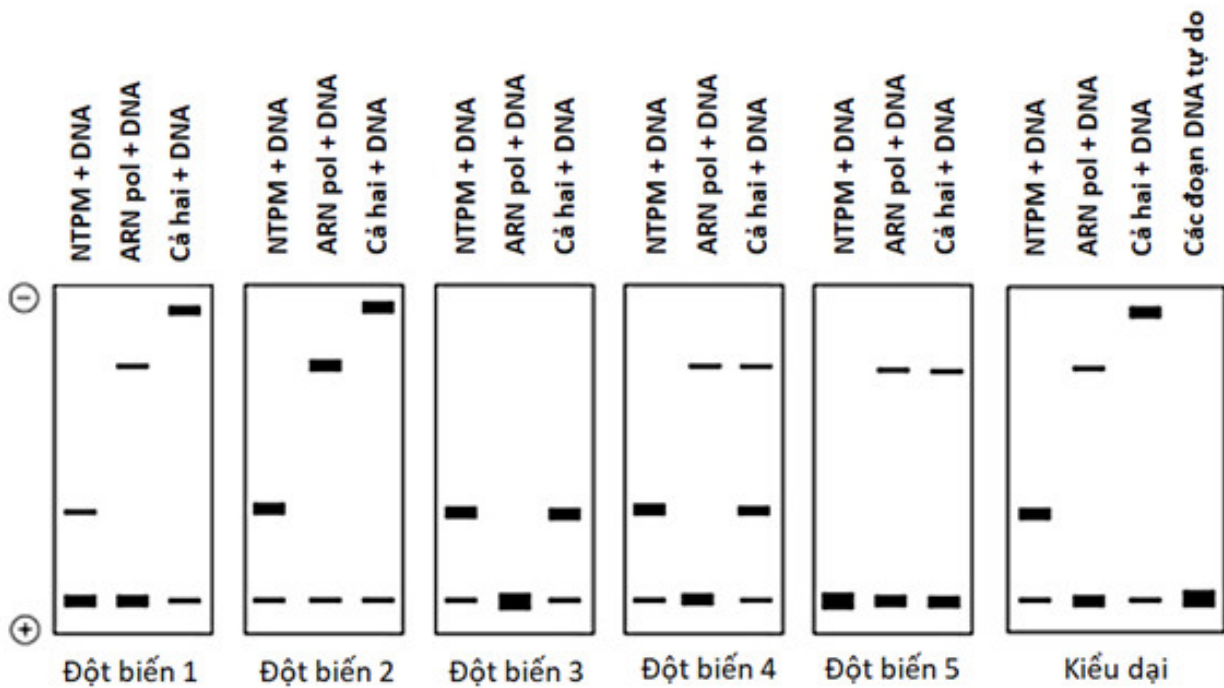 NTPM + DNA
ARN pol + DNA
Cả hai + DNA
NTPM + DNA
ARN pol + DNA
Cả hai + DNA
NTPM + DNA
ARN pol + DNA
Cả hai + DNA
NTPM + DNA
ARN pol + DNA
Cả hai + DNA
NTPM + DNA
ARN pol + DNA
Cả hai + DNA
NTPM + DNA
ARN pol + DNA
Cả hai + DNA
Các đoạn DNA tự do
−
+
Đột biến 1
Đột biến 2
Đột biến 3
Đột biến 4
Đột biến 5
Kiểu dại